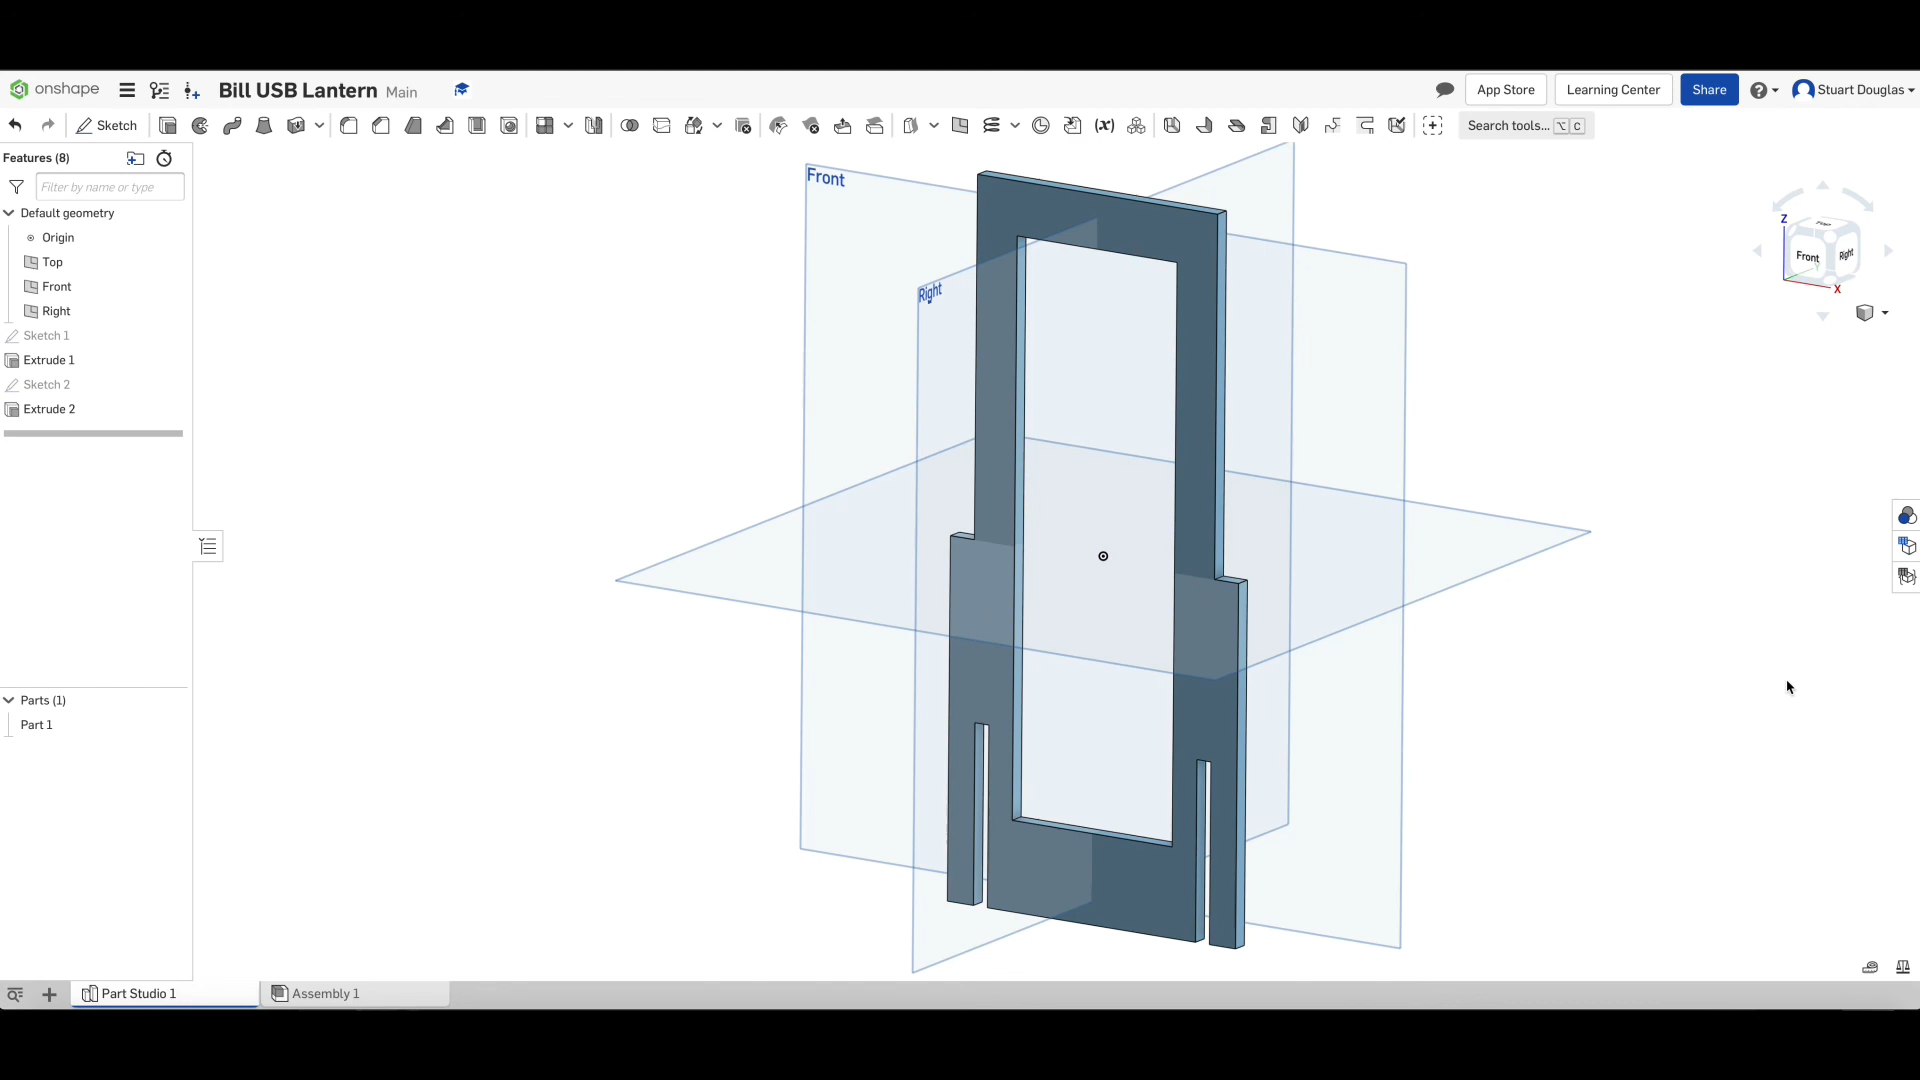 onshape
Bill USB Lantern Main
App Store
Learning Center
Share
Stuart Douglas
Sketch
(x)
Search tools... ⌥ C
Features (8)
Filter by name or type
Default geometry
Origin
Top
Front
Right
Sketch 1
Extrude 1
Sketch 2
Extrude 2
Parts (1)
Part 1
Front
Right
Z
Front
Right
Y
X
Part Studio 1
Assembly 1